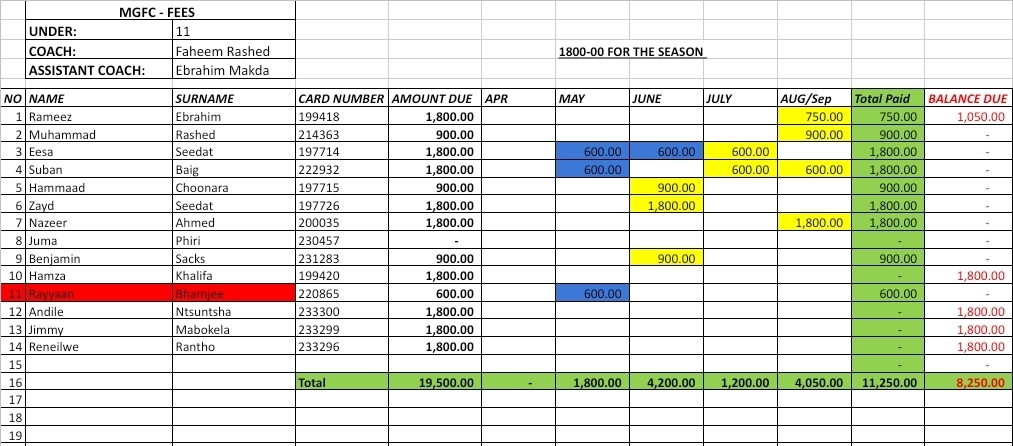 MGFC - FEES
UNDER: 11
COACH: Faheem Rashed 1800-00 FOR THE SEASON
ASSISTANT COACH: Ebrahim Makda
NO NAME SURNAME CARD NUMBER AMOUNT DUE APR MAY JUNE JULY AUG/Sep Total Paid BALANCE DUE
1 Rameez Ebrahim 199418 1,800.00 750.00 750.00 1,050.00
2 Muhammad Rashed 214363 900.00 900.00 900.00 -
3 Eesa Seedat 197714 1,800.00 600.00 600.00 600.00 1,800.00 -
4 Suban Baig 222932 1,800.00 600.00 600.00 600.00 1,800.00 -
5 Hammaad Choonara 197715 900.00 900.00 900.00 -
6 Zayd Seedat 197726 1,800.00 1,800.00 1,800.00 -
7 Nazeer Ahmed 200035 1,800.00 1,800.00 1,800.00 -
8 Juma Phiri 230457 - - -
9 Benjamin Sacks 231283 900.00 900.00 900.00 -
10 Hamza Khalifa 199420 1,800.00 - 1,800.00
11 Rayyaan Bhamjee 220865 600.00 600.00 600.00 -
12 Andile Ntsuntsha 233300 1,800.00 - 1,800.00
13 Jimmy Mabokela 233299 1,800.00 - 1,800.00
14 Reneilwe Rantho 233296 1,800.00 - 1,800.00
15 - -
16 Total 19,500.00 - 1,800.00 4,200.00 1,200.00 4,050.00 11,250.00 8,250.00
17
18
19